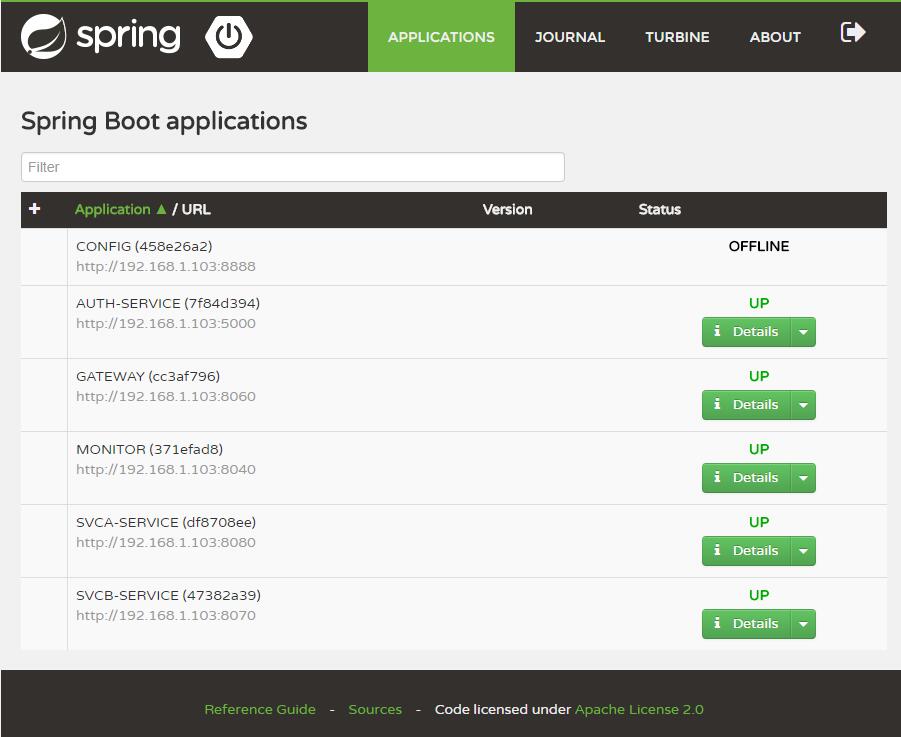 spring
APPLICATIONS JOURNAL TURBINE ABOUT
Spring Boot applications
Filter
+ Application ▲ / URL Version Status
CONFIG (458e26a2) OFFLINE
http://192.168.1.103:8888
AUTH-SERVICE (7f84d394) UP
http://192.168.1.103:5000
i Details
GATEWAY (cc3af796) UP
http://192.168.1.103:8060
i Details
MONITOR (371efad8) UP
http://192.168.1.103:8040
i Details
SVCA-SERVICE (df8708ee) UP
http://192.168.1.103:8080
i Details
SVCB-SERVICE (47382a39) UP
http://192.168.1.103:8070
i Details
Reference Guide - Sources - Code licensed under Apache License 2.0